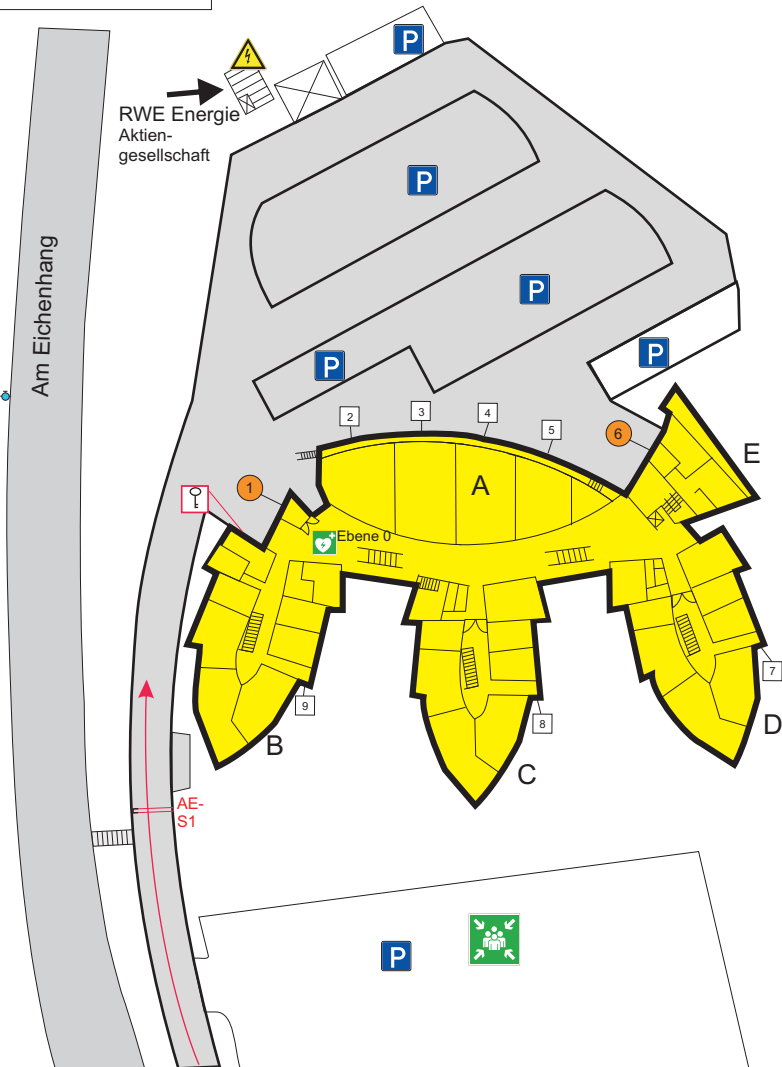 P
RWE Energie
Aktien-
gesellschaft
P
Am Eichenhang
P
P
P
2
3
4
5
6
E
A
1
Ebene 0
7
9
8
D
B
C
AE-
S1
P